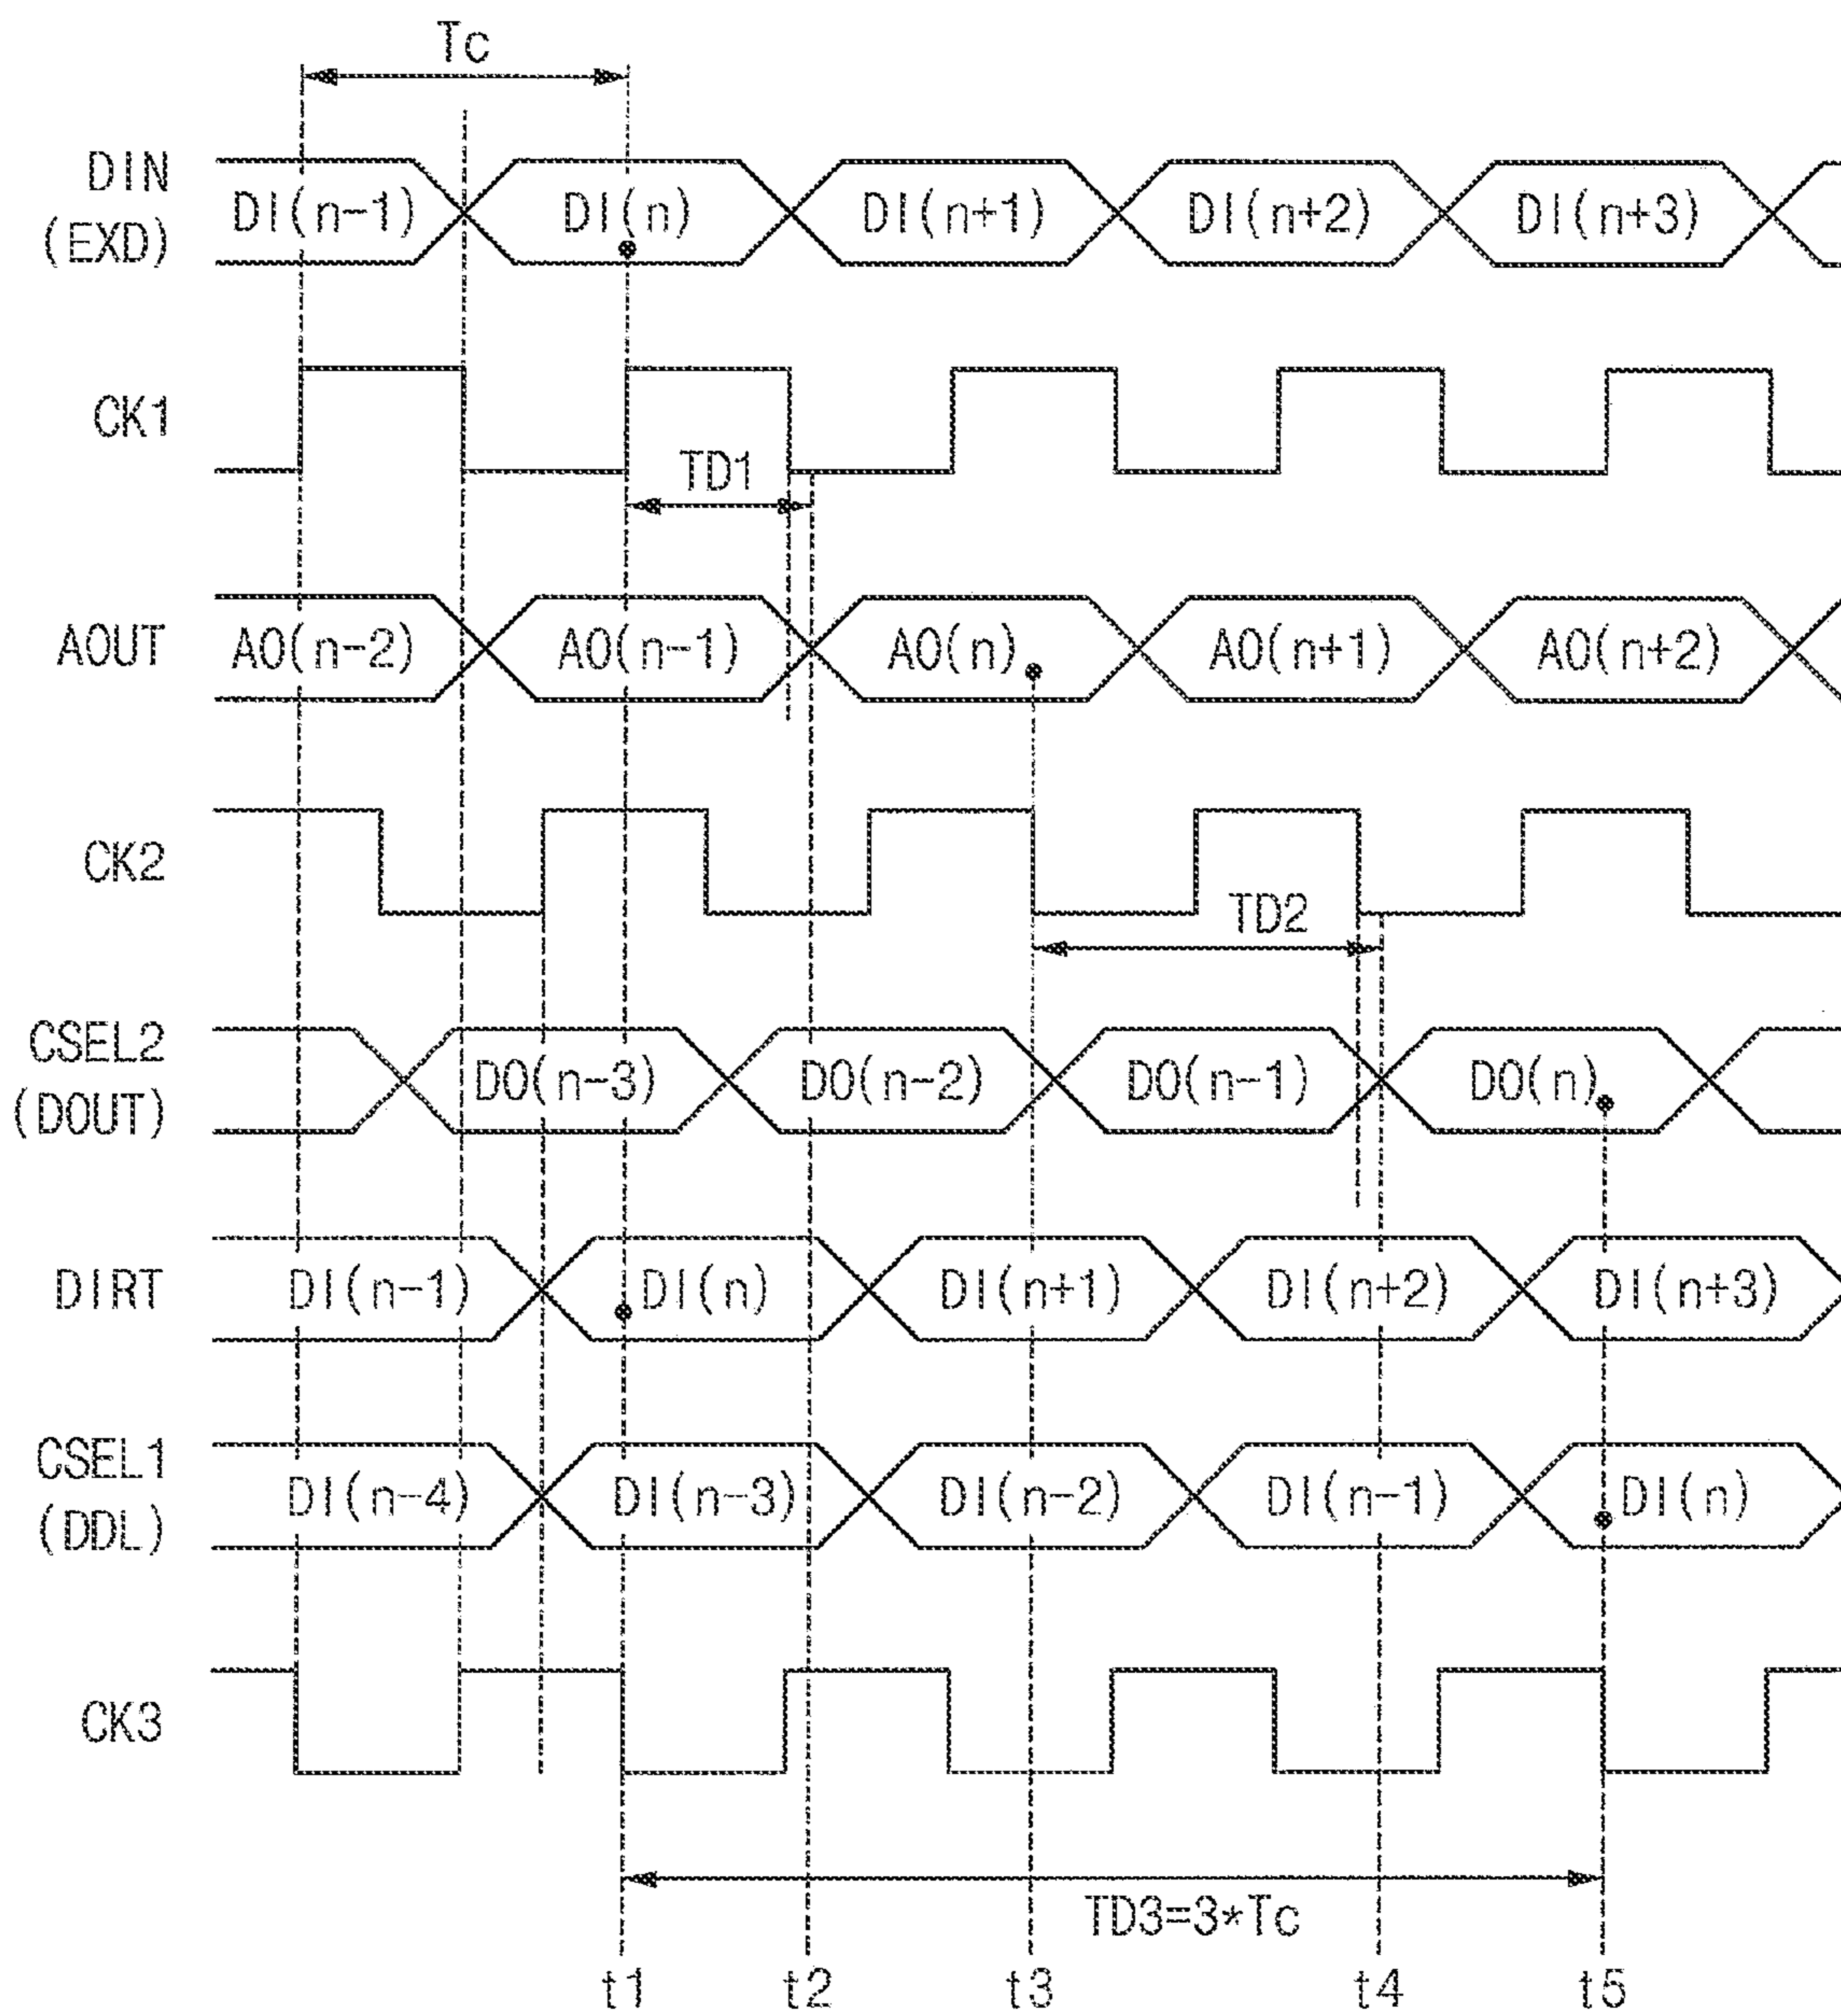 Tc
DIN
(EXD)
DI(n-1) DI(n) DI(n+1) DI(n+2) DI(n+3)
CK1
TD1
AOUT
AO(n-2) AO(n-1) AO(n) AO(n+1) AO(n+2)
CK2
TD2
CSEL2
(DOUT)
DO(n-3) DO(n-2) DO(n-1) DO(n)
DIRT
DI(n-1) DI(n) DI(n+1) DI(n+2) DI(n+3)
CSEL1
(DDL)
DI(n-4) DI(n-3) DI(n-2) DI(n-1) DI(n)
CK3
TD3=3*Tc
t1 t2 t3 t4 t5